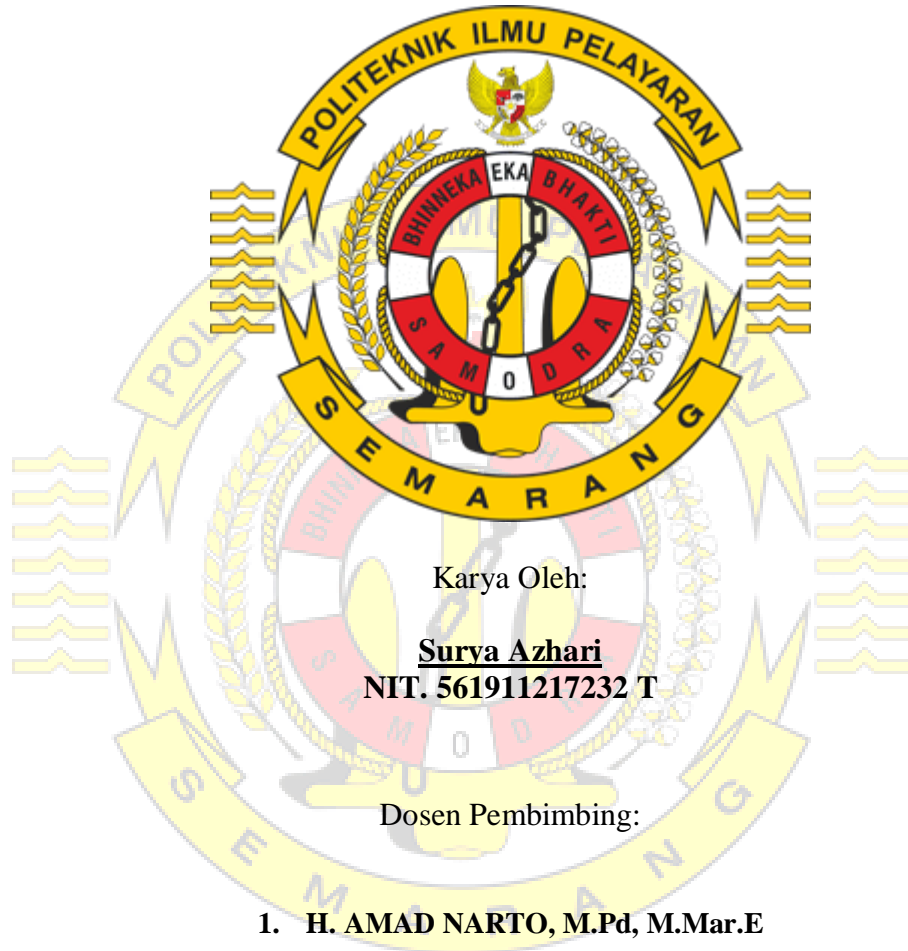 POLITEKNIK ILMU PELAYARAN
BHINNEKA EKA BHAKTI
SAMODRA
SEMARANG
Karya Oleh:
Surya Azhari
NIT. 561911217232 T
Dosen Pembimbing:
1. H. AMAD NARTO, M.Pd, M.Mar.E